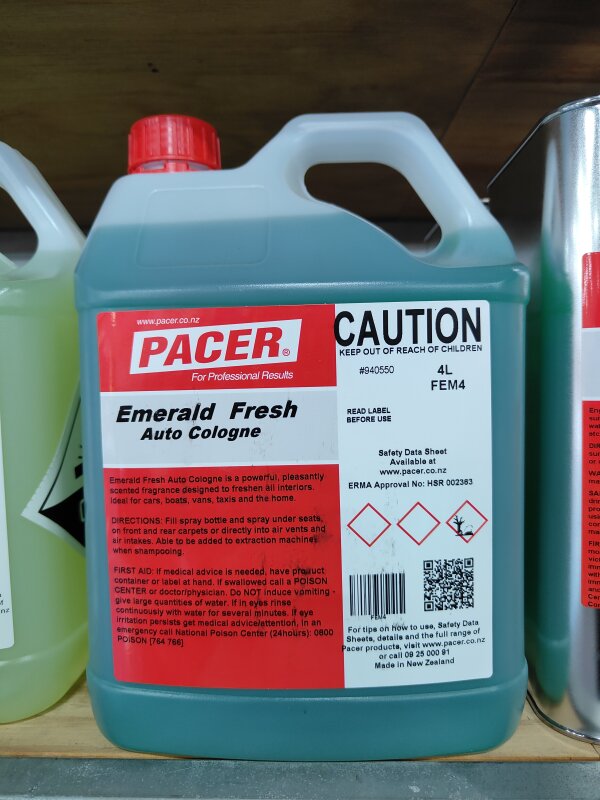 www.pacer.co.nz
PACER®
For Professional Results
Emerald Fresh
Auto Cologne
Emerald Fresh Auto Cologne is a powerful, pleasantly
scented fragrance designed to freshen all interiors.
Ideal for cars, boats, vans, taxis and the home.
DIRECTIONS: Fill spray bottle and spray under seats,
on front and rear carpets or directly into air vents and
air intakes. Able to be added to extraction machines
when shampooing.
FIRST AID: If medical advice is needed, have product
container or label at hand. If swallowed call a POISON
CENTER or doctor/physician. Do NOT induce vomiting -
give large quantities of water. If in eyes rinse
continuously with water for several minutes. If eye
irritation persists get medical advice/attention, in an
emergency call National Poison Center (24hours): 0800
POISON (764 766)
CAUTION
KEEP OUT OF REACH OF CHILDREN
#940550
4L
FEM4
READ LABEL
BEFORE USE
Safety Data Sheet
Available at
www.pacer.co.nz
ERMA Approval No: HSR 002363
FEM4
For tips on how to use, Safety Data
Sheets, details and the full range of
Pacer products, visit www.pacer.co.nz
or call 09 25 000 91
Made in New Zealand